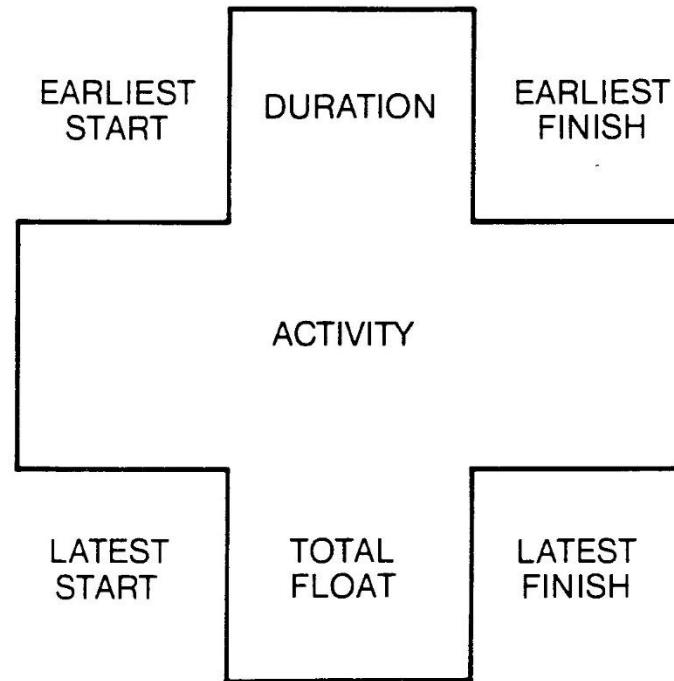 EARLIEST
START
DURATION
EARLIEST
FINISH
ACTIVITY
LATEST
START
TOTAL
FLOAT
LATEST
FINISH